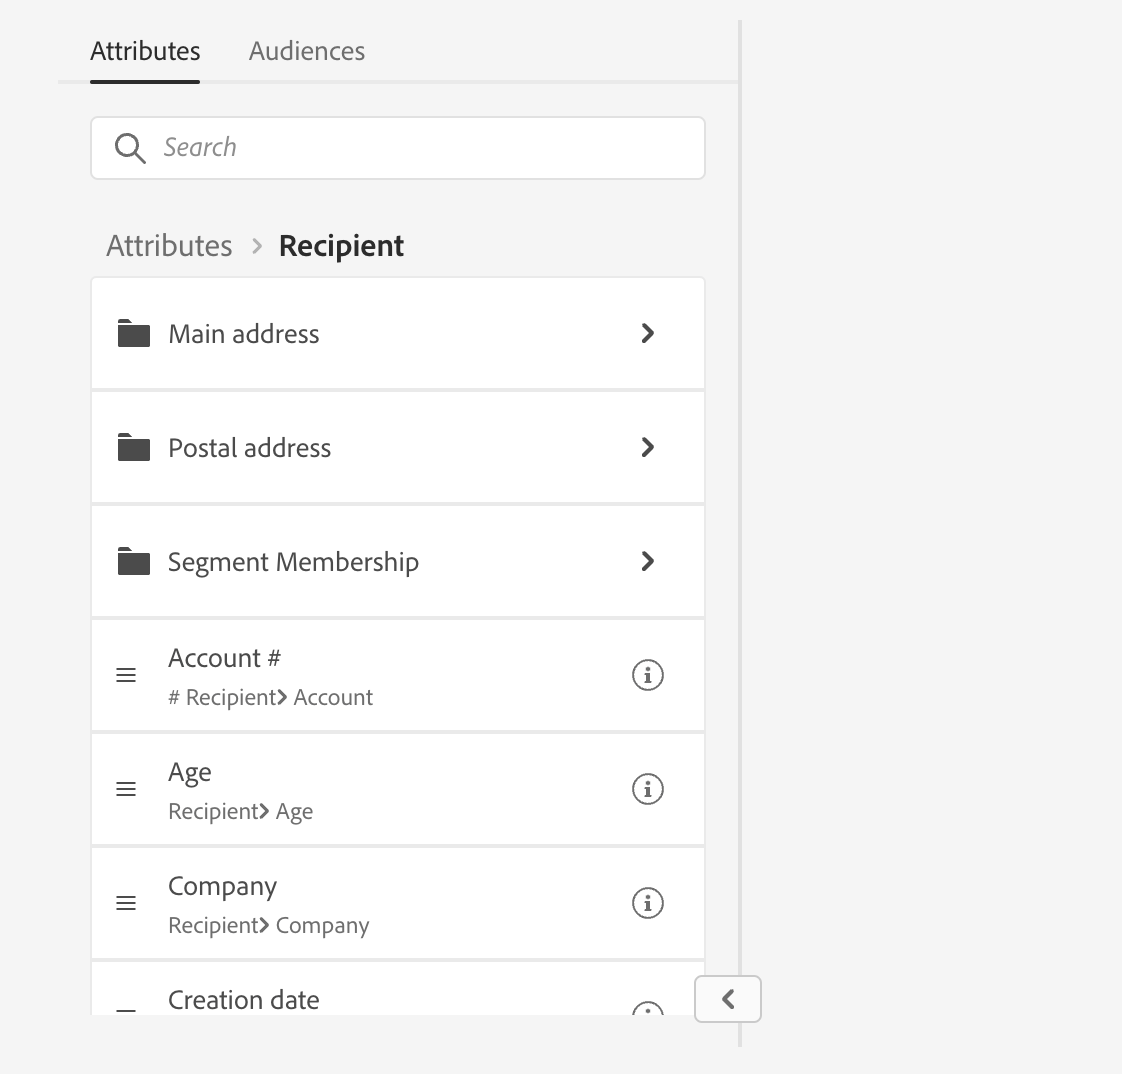 Attributes Audiences
Search
Attributes > Recipient
Main address
Postal address
Segment Membership
Account #
# Recipient> Account
Age
Recipient> Age
Company
Recipient> Company
Creation date